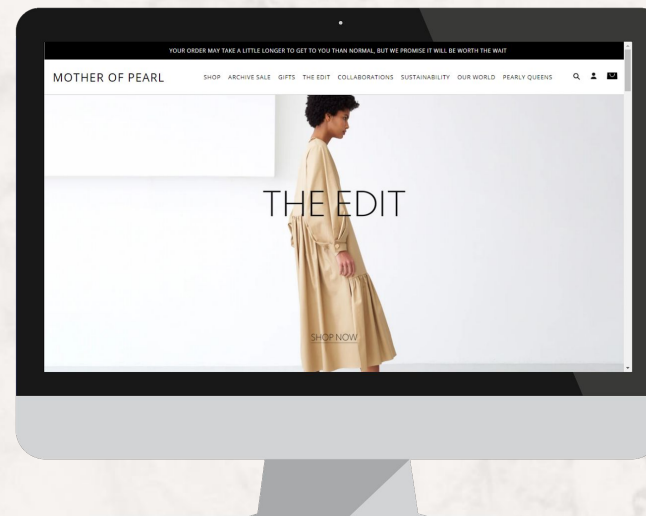 YOUR ORDER MAY TAKE A LITTLE LONGER TO GET TO YOU THAN NORMAL, BUT WE PROMISE IT WILL BE WORTH THE WAIT
MOTHER OF PEARL SHOP ARCHIVE SALE GIFTS THE EDIT COLLABORATIONS SUSTAINABILITY OUR WORLD PEARLY QUEENS
THE EDIT
SHOP NOW